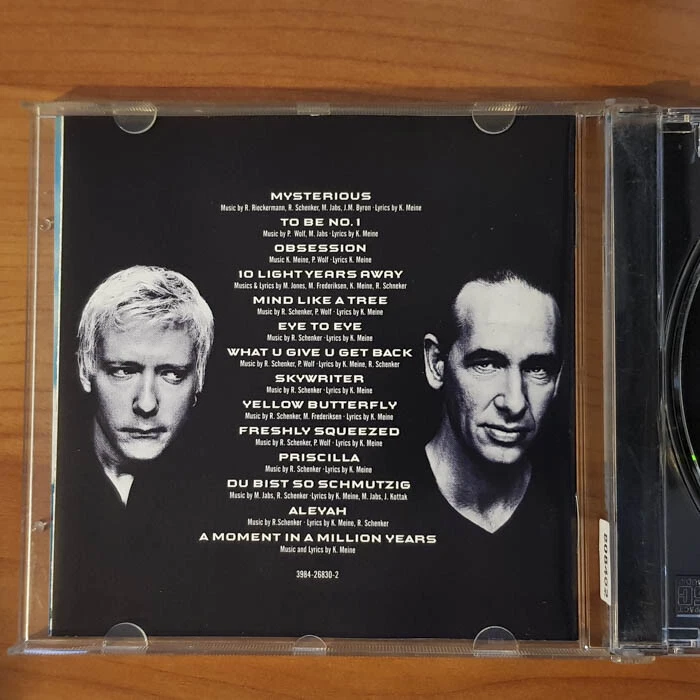 MYSTERIOUS
Music by R. Rieckermann, R. Schenker, M. Jabs, J.M. Byron · Lyrics by K. Meine
TO BE NO. 1
Music by P. Wolf, M. Jabs · Lyrics by K. Meine
OBSESSION
Music K. Meine, P. Wolf · Lyrics K. Meine
10 LIGHT YEARS AWAY
Musics & Lyrics by M. Jones, M. Frederiksen, K. Meine, R. Schneker
MIND LIKE A TREE
Music by R. Schenker, P. Wolf · Lyrics by K. Meine
EYE TO EYE
Music by R. Schenker · Lyrics by K. Meine
WHAT U GIVE U GET BACK
Music by R. Schenker, P. Wolf · Lyrics by K. Meine, R. Schenker
SKYWRITER
Music by R. Schenker · Lyrics by K. Meine
YELLOW BUTTERFLY
Music by R. Schenker, M. Frederiksen · Lyrics by K. Meine
FRESHLY SQUEEZED
Music by R. Schenker, P. Wolf · Lyrics by K. Meine
PRISCILLA
Music by R. Schenker · Lyrics by K. Meine
DU BIST SO SCHMUTZIG
Music by M. Jabs, R. Schenker · Lyrics by K. Meine, M. Jabs, J. Kottak
ALEYAH
Music by R.Schenker · Lyrics by K. Meine, R. Schenker
A MOMENT IN A MILLION YEARS
Music and Lyrics by K. Meine
3984-26830-2